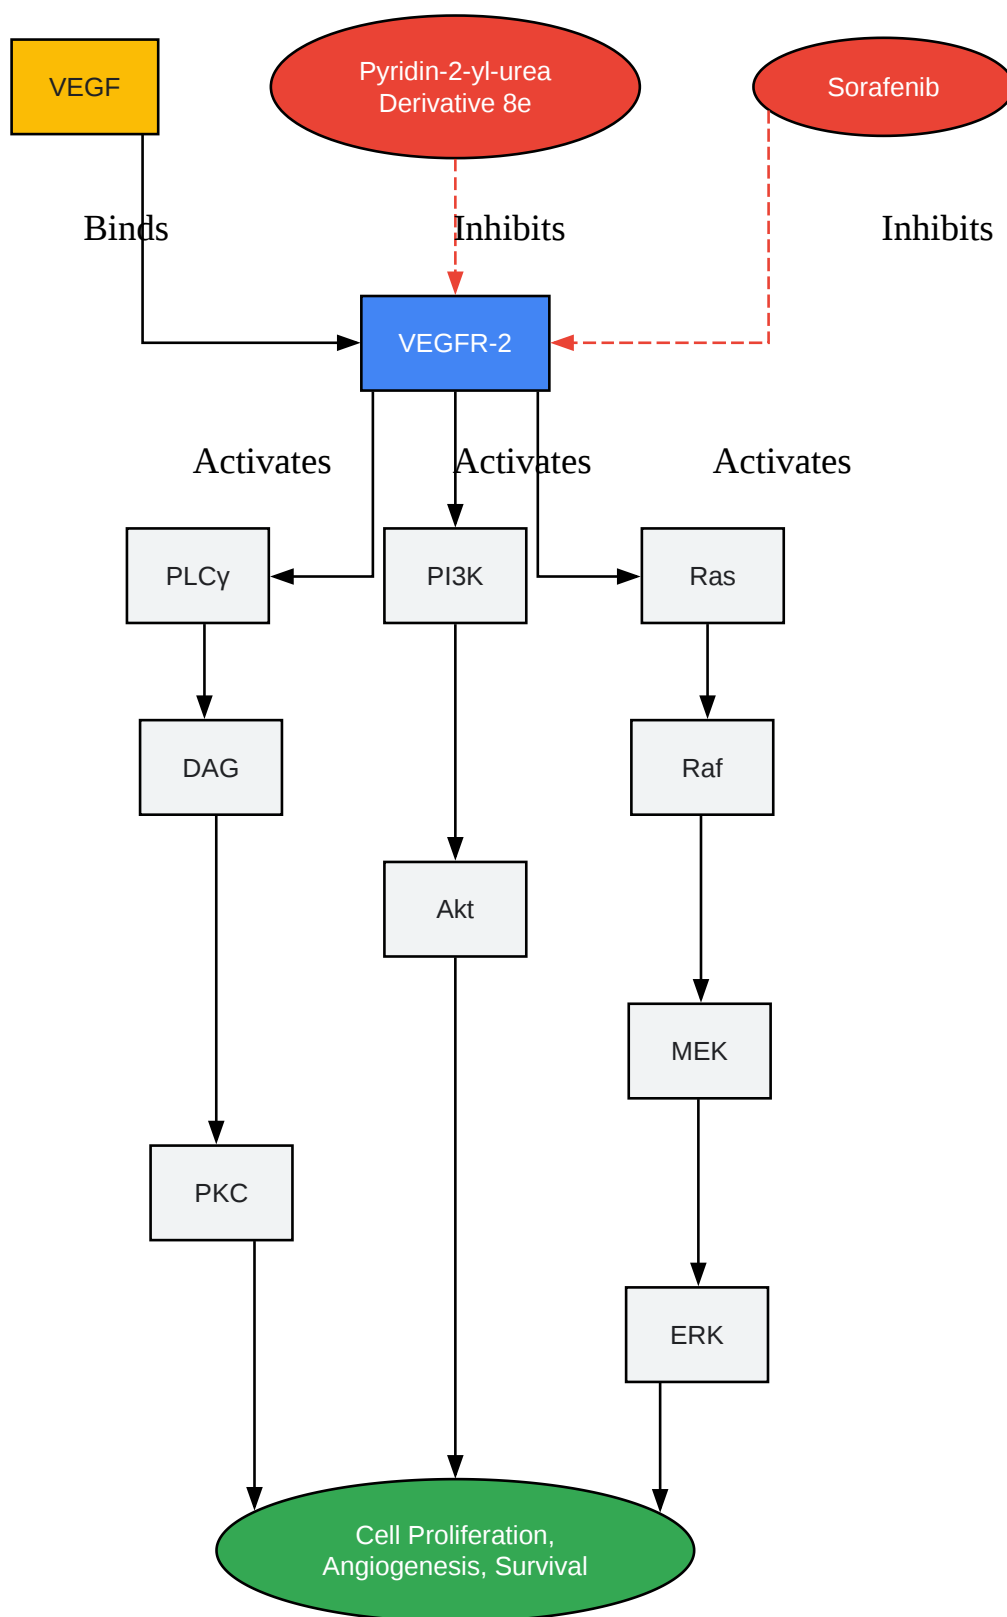 VEGF
Pyridin-2-yl-urea
Derivative 8e
Sorafenib
Binds
Inhibits
Inhibits
VEGFR-2
Activates
Activates
Activates
PLCγ
PI3K
Ras
DAG
Raf
Akt
MEK
PKC
ERK
Cell Proliferation,
Angiogenesis, Survival